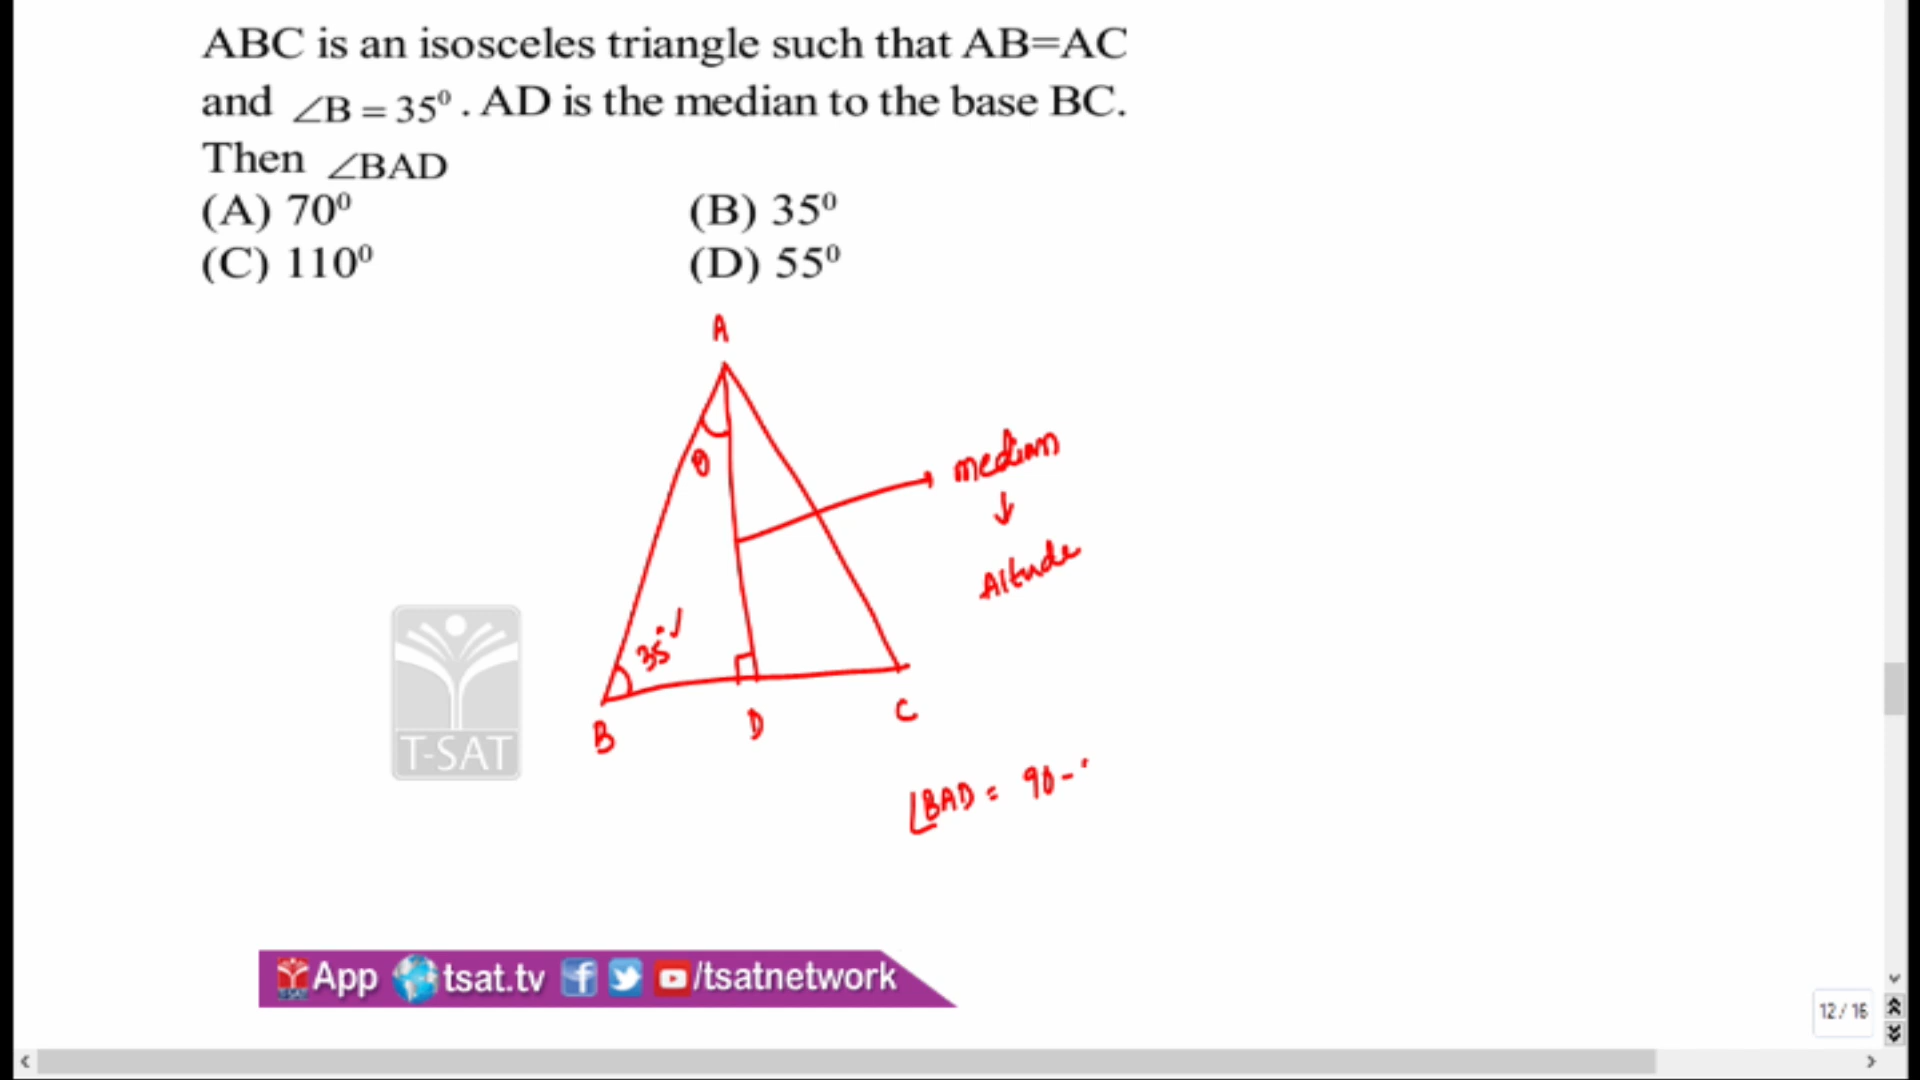 ABC is an isosceles triangle such that AB=AC
and ∠B = 35⁰ . AD is the median to the base BC.
Then ∠BAD
(A) 70⁰ (B) 35⁰
(C) 110⁰ (D) 55⁰
A
θ
median
↓
Altude
35°
B
D
C
∠BAD = 90-
T-SAT
App tsat.tv /tsatnetwork
12 / 16